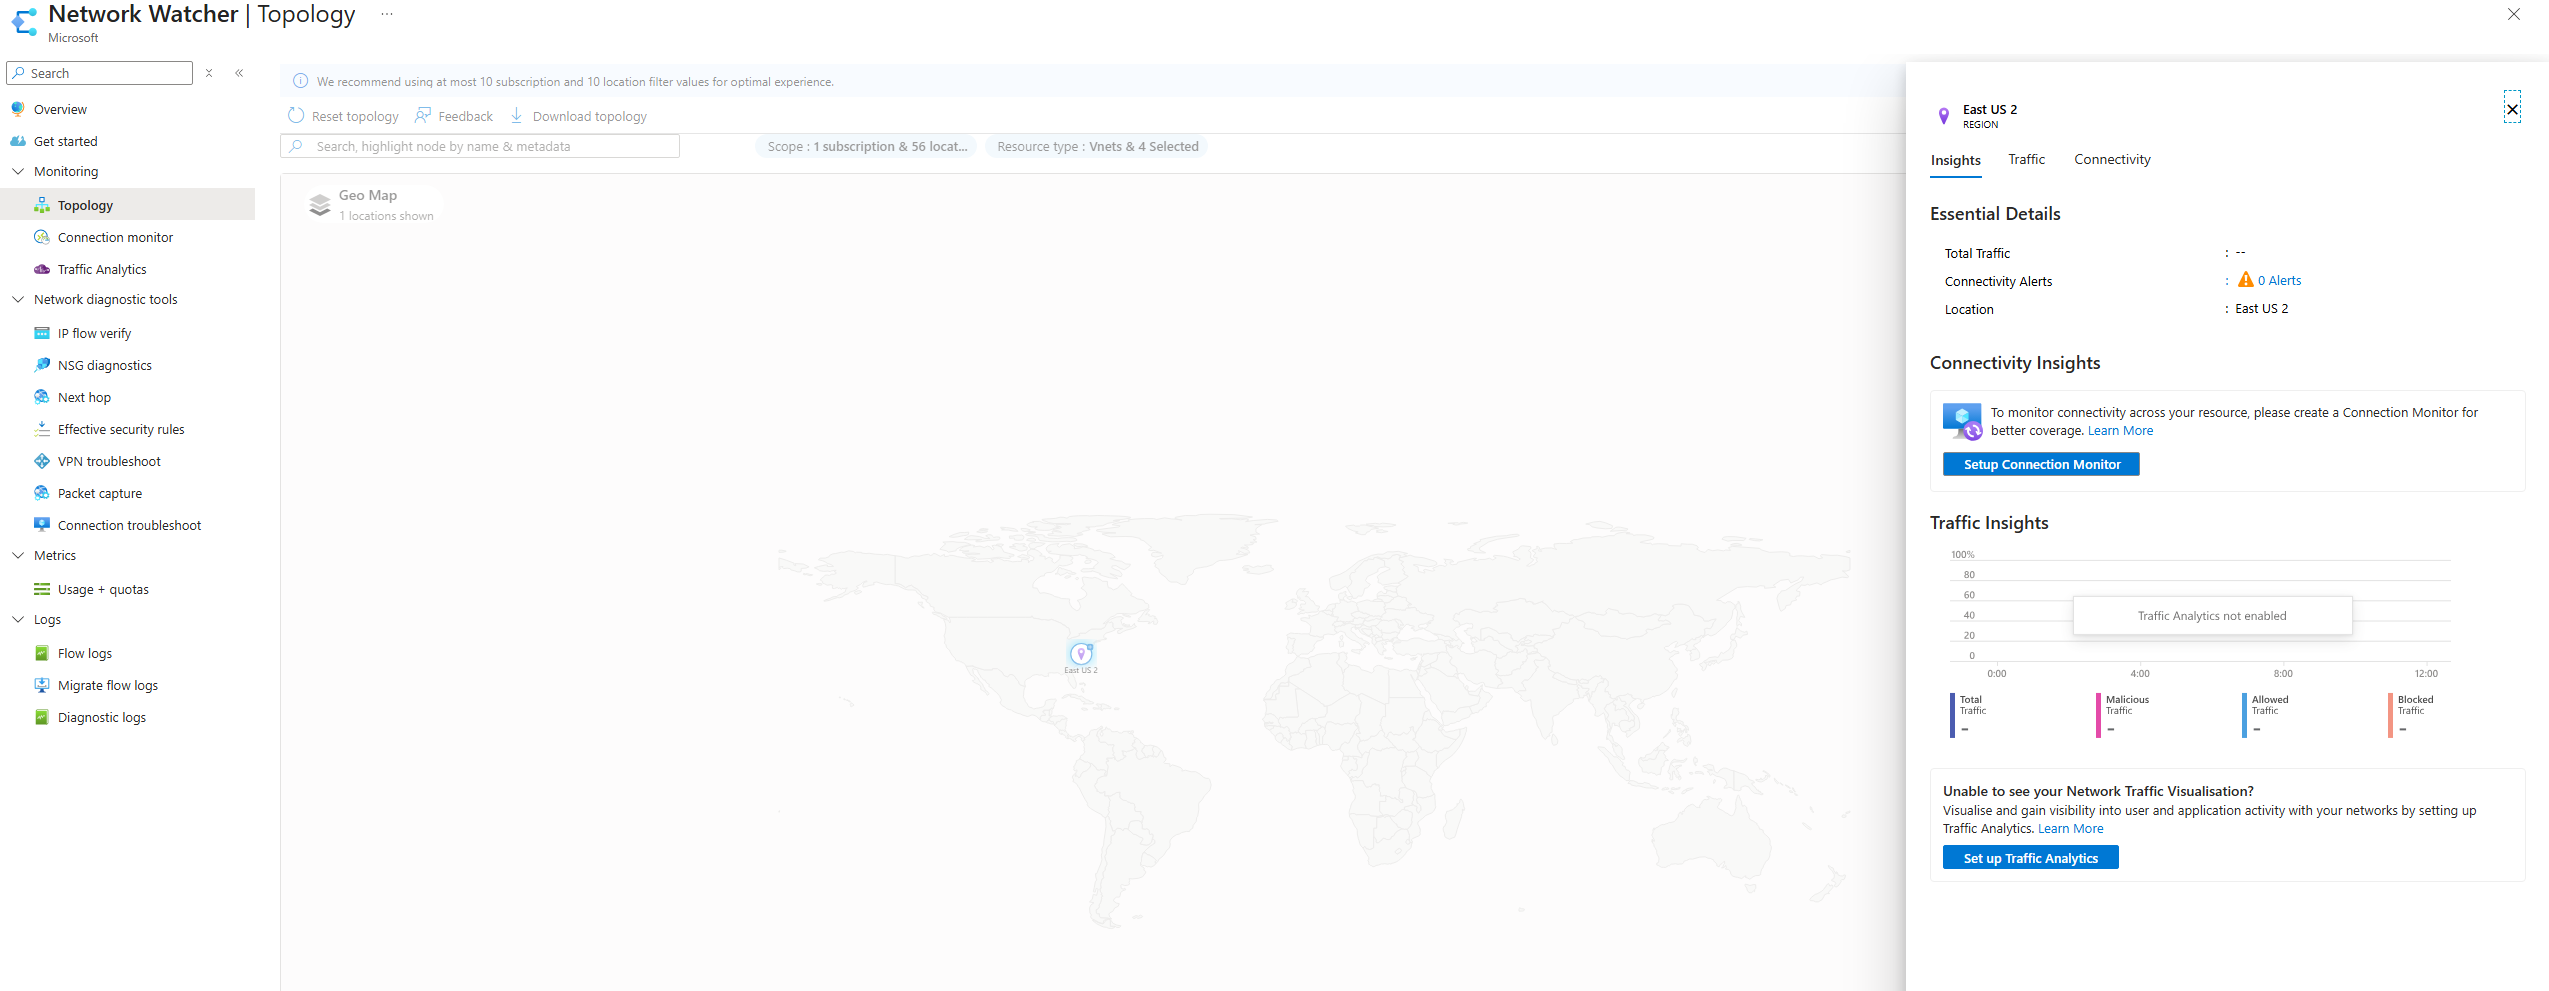 Network Watcher | Topology ...
Microsoft
Search
Overview
Get started
Monitoring
Topology
Connection monitor
Traffic Analytics
Network diagnostic tools
IP flow verify
NSG diagnostics
Next hop
Effective security rules
VPN troubleshoot
Packet capture
Connection troubleshoot
Metrics
Usage + quotas
Logs
Flow logs
Migrate flow logs
Diagnostic logs
We recommend using at most 10 subscription and 10 location filter values for optimal experience.
Reset topology Feedback Download topology
Search, highlight node by name & metadata
Scope : 1 subscription & 56 locat... Resource type : Vnets & 4 Selected
Geo Map
1 locations shown
East US 2
East US 2
REGION
Insights Traffic Connectivity
Essential Details
Total Traffic : --
Connectivity Alerts : 0 Alerts
Location : East US 2
Connectivity Insights
To monitor connectivity across your resource, please create a Connection Monitor for
better coverage. Learn More
Setup Connection Monitor
Traffic Insights
100%
80
60
40
20
0
Traffic Analytics not enabled
0:00 4:00 8:00 12:00
Total Malicious Allowed Blocked
Traffic Traffic Traffic Traffic
- - - -
Unable to see your Network Traffic Visualisation?
Visualise and gain visibility into user and application activity with your networks by setting up
Traffic Analytics. Learn More
Set up Traffic Analytics